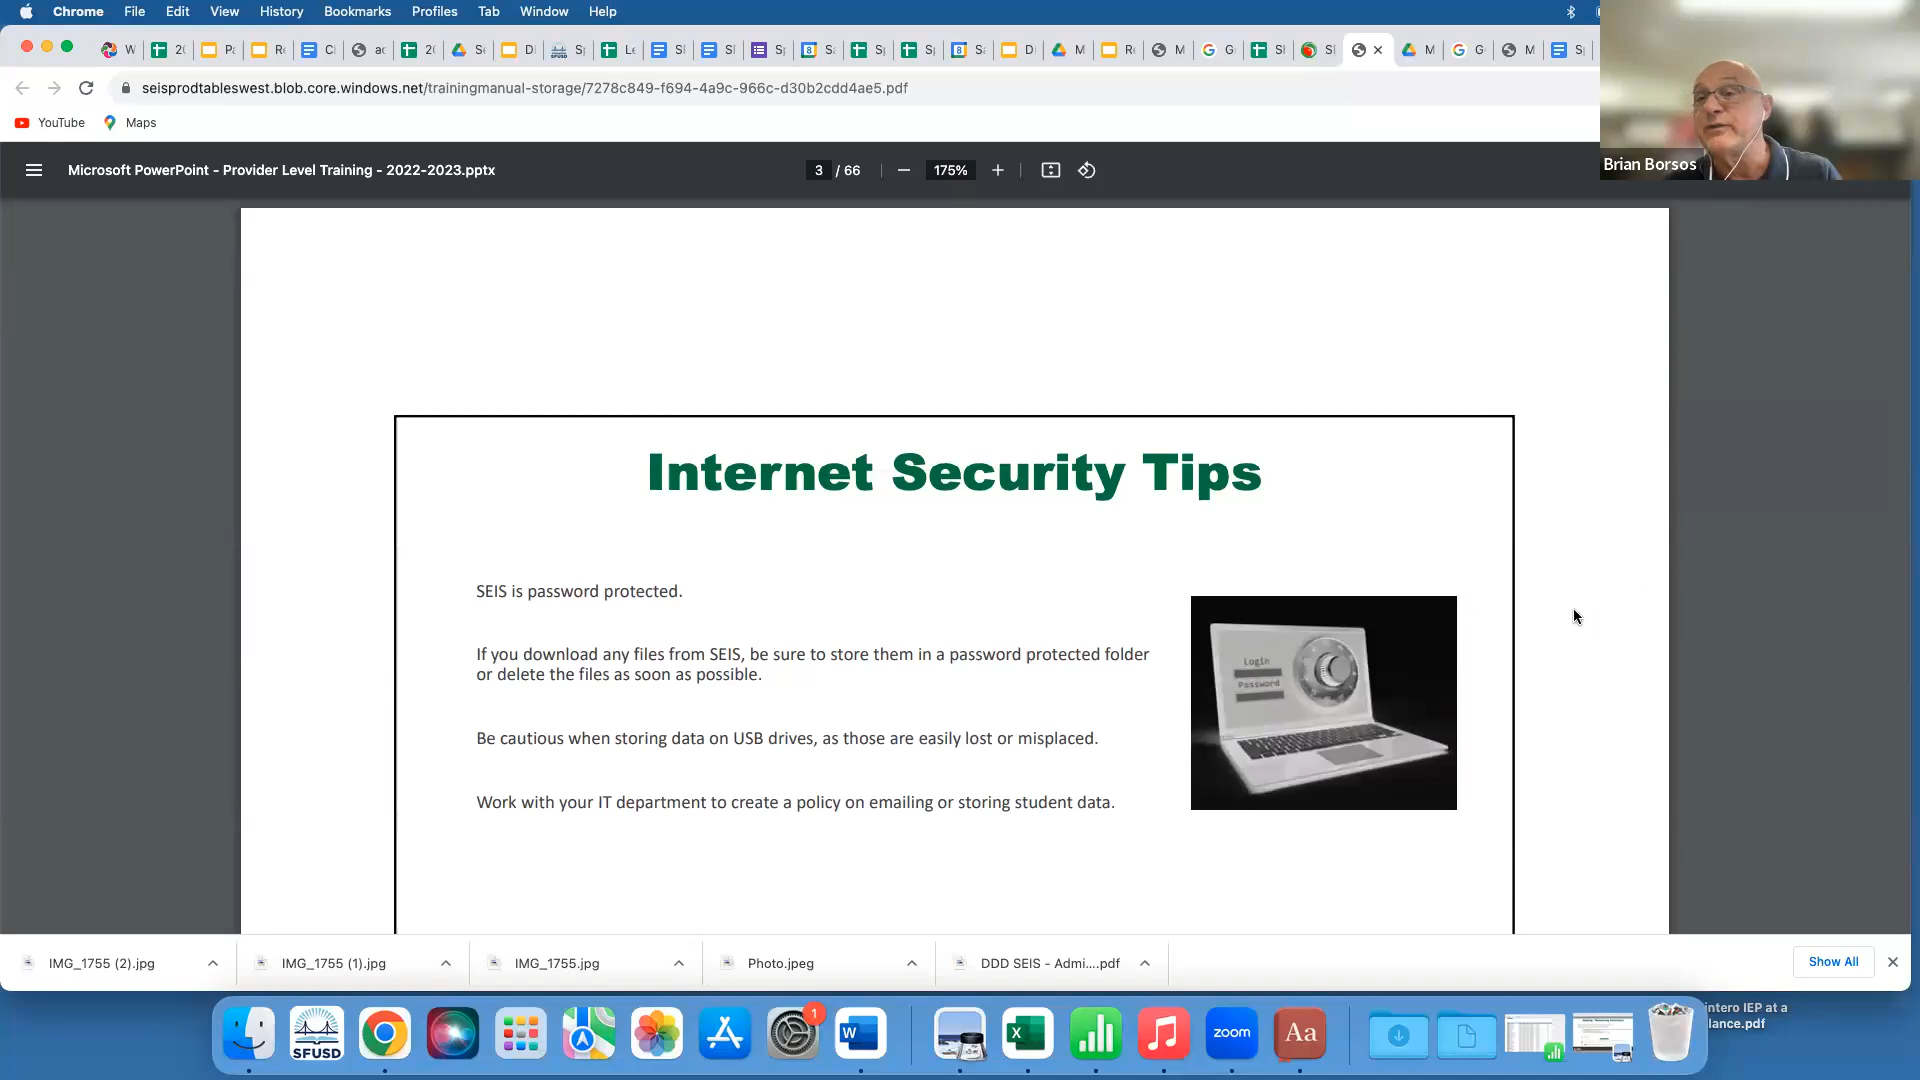 Chrome File Edit View History Bookmarks Profiles Tab Window Help
seisprodtableswest.blob.core.windows.net/trainingmanual-storage/7278c849-f694-4a9c-966c-d30b2cdd4ae5.pdf
YouTube Maps
Microsoft PowerPoint - Provider Level Training - 2022-2023.pptx
3 / 66
175%
Brian Borsos
Internet Security Tips
SEIS is password protected.
If you download any files from SEIS, be sure to store them in a password protected folder
or delete the files as soon as possible.
Be cautious when storing data on USB drives, as those are easily lost or misplaced.
Work with your IT department to create a policy on emailing or storing student data.
Login
Password
IMG_1755 (2).jpg
IMG_1755 (1).jpg
IMG_1755.jpg
Photo.jpeg
DDD SEIS - Admi....pdf
Show All
SFUSD
1
W
X
zoom
Aa
intero IEP at a
lance.pdf